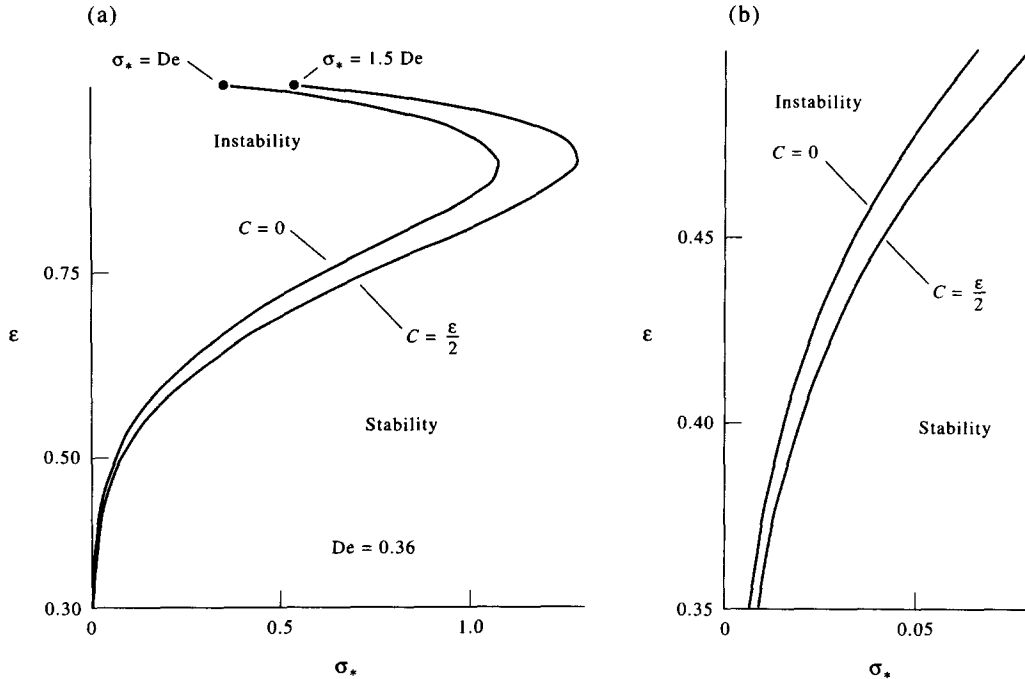 (a)
σ* = De
σ* = 1.5 De
Instability
C = 0
0.75
ε
C = ε/2
Stability
0.50
De = 0.36
0.30
0
0.5
1.0
σ*
(b)
Instability
C = 0
0.45
ε
C = ε/2
0.40
Stability
0.35
0
0.05
σ*